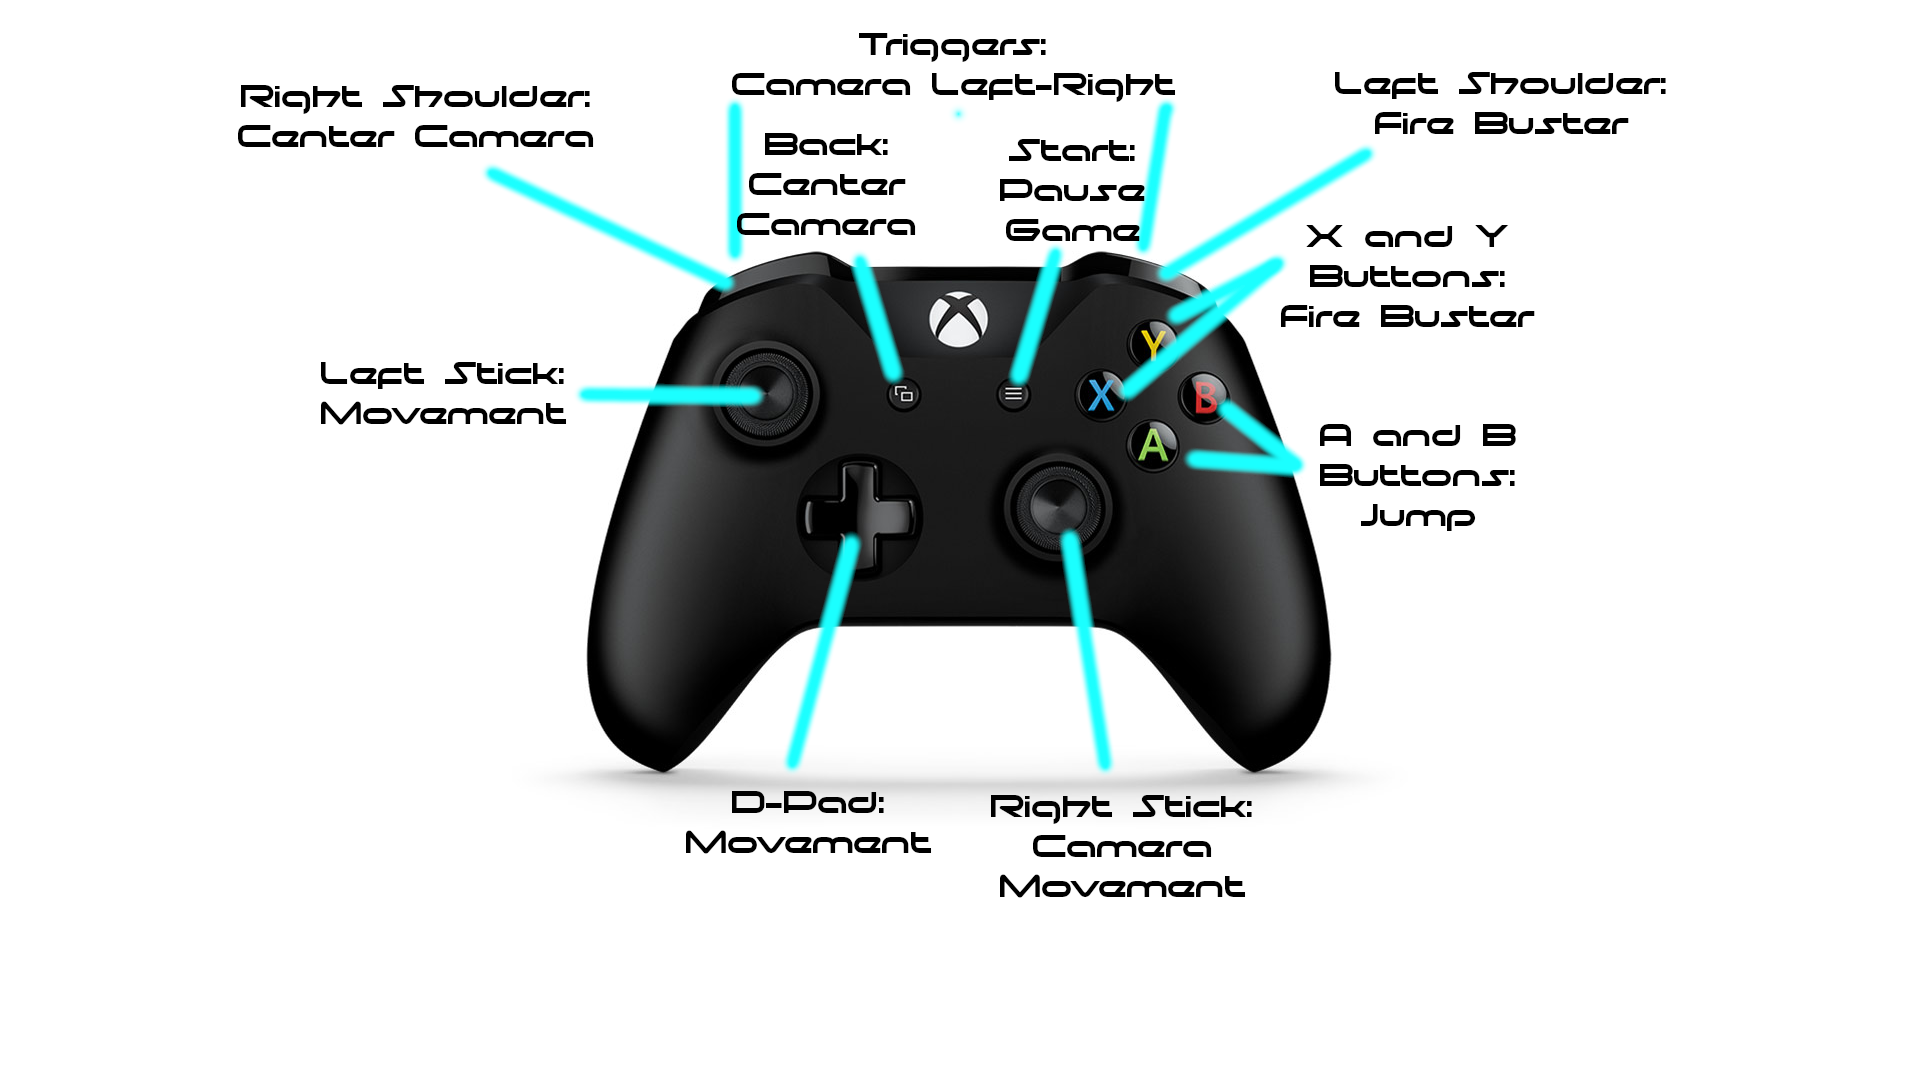 Triggers:
Camera Left-Right
Right Shoulder:
Center Camera
Left Shoulder:
Fire Buster
Back:
Center
Camera
Start:
Pause
Game
X and Y
Buttons:
Fire Buster
Left Stick:
Movement
Y
X
B
A
A and B
Buttons:
Jump
D-Pad:
Movement
Right Stick:
Camera
Movement